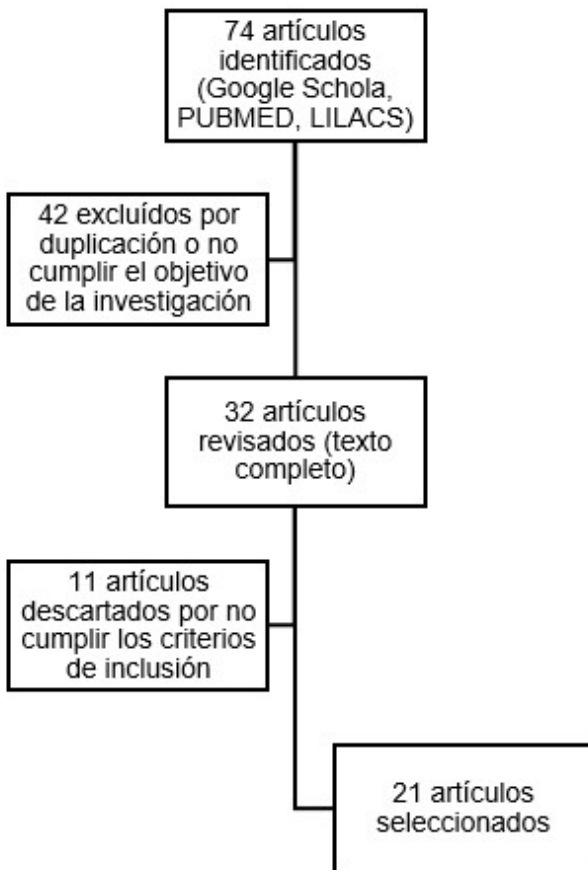 74 artículos
identificados
(Google Schola,
PUBMED, LILACS)
42 excluídos por
duplicación o no
cumplir el objetivo
de la investigación
32 artículos
revisados (texto
completo)
11 artículos
descartados por no
cumplir los criterios
de inclusión
21 artículos
seleccionados